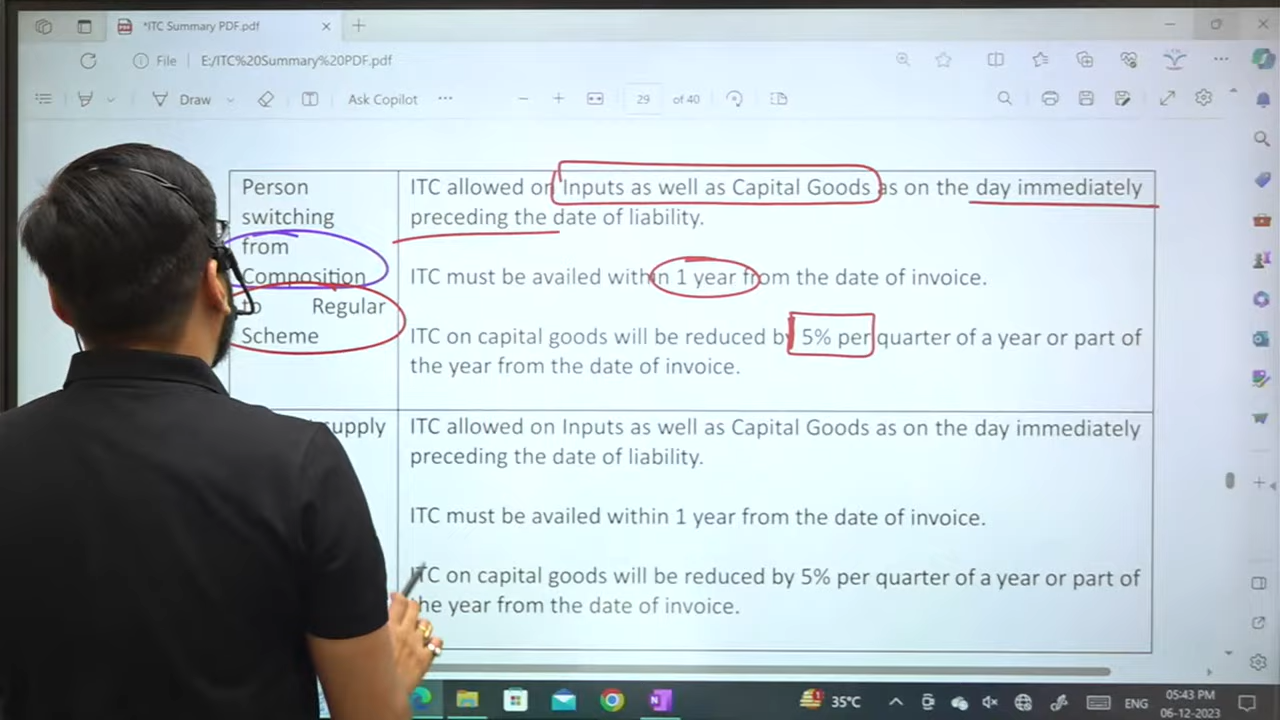 *ITC Summary PDF.pdf
File E:/ITC%20Summary%20PDF.pdf
Draw Ask Copilot 29 of 40
Person
switching
from
Composition
to Regular
Scheme
ITC allowed on Inputs as well as Capital Goods as on the day immediately
preceding the date of liability.
ITC must be availed within 1 year from the date of invoice.
ITC on capital goods will be reduced by 5% per quarter of a year or part of
the year from the date of invoice.
supply
ITC allowed on Inputs as well as Capital Goods as on the day immediately
preceding the date of liability.
ITC must be availed within 1 year from the date of invoice.
ITC on capital goods will be reduced by 5% per quarter of a year or part of
the year from the date of invoice.
35°C ENG 05:43 PM
06-12-2023